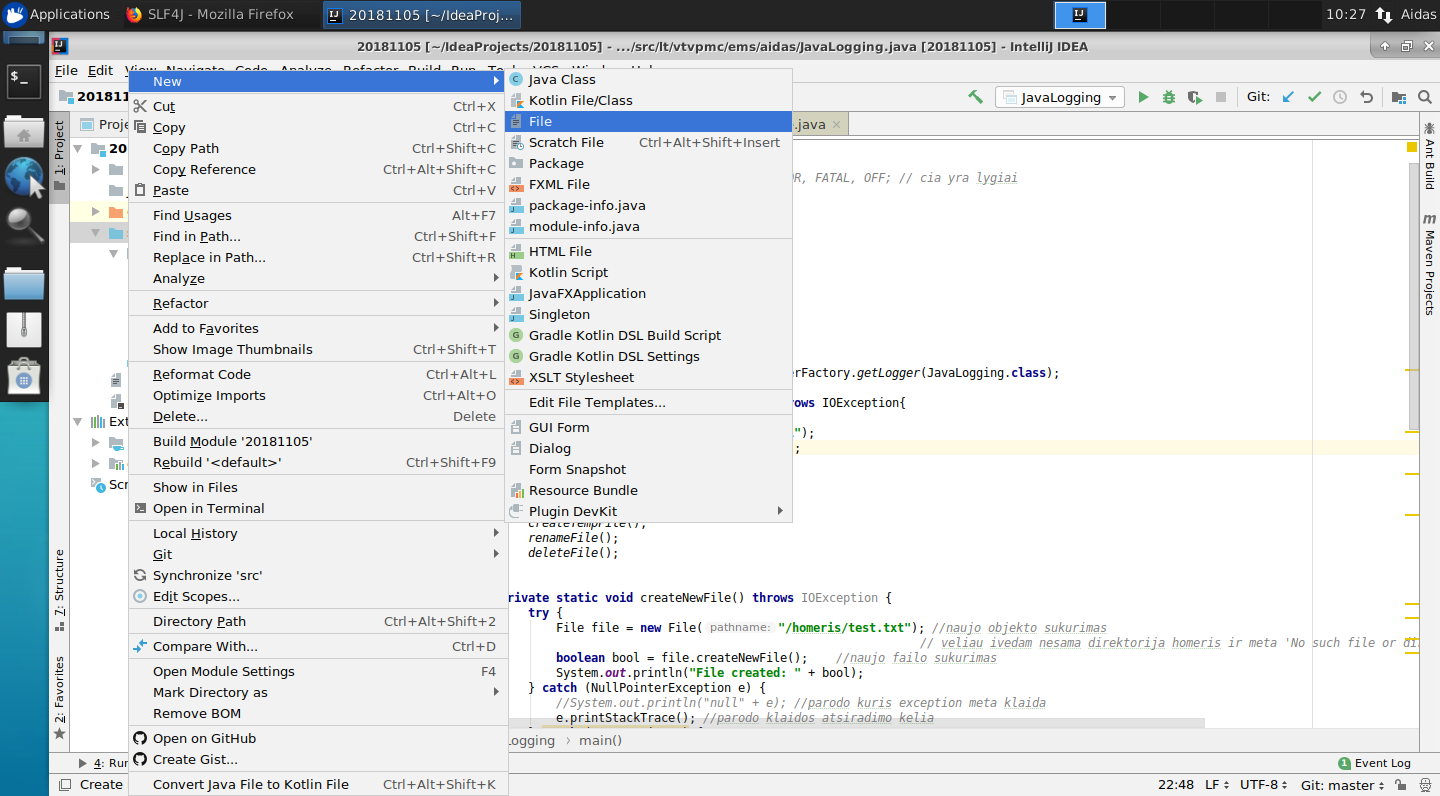 Applications
SLF4J - Mozilla Firefox
20181105 [~/IdeaProj...
10:27
Aidas
20181105 [~/IdeaProjects/20181105] - .../src/lt/vtvpmc/ems/aidas/JavaLogging.java [20181105] - IntelliJ IDEA
File Edit View Navigate Code Analyze Refactor Build Run Tools VCS Window Help
JavaLogging
Git:
1: Project
7: Structure
2: Favorites
New
Cut Ctrl+X
Copy Ctrl+C
Copy Path Ctrl+Shift+C
Copy Reference Ctrl+Alt+Shift+C
Paste Ctrl+V
Find Usages Alt+F7
Find in Path... Ctrl+Shift+F
Replace in Path... Ctrl+Shift+R
Analyze
Refactor
Add to Favorites
Show Image Thumbnails Ctrl+Shift+T
Reformat Code Ctrl+Alt+L
Optimize Imports Ctrl+Alt+O
Delete... Delete
Build Module '20181105'
Rebuild '<default>' Ctrl+Shift+F9
Show in Files
Open in Terminal
Local History
Git
Synchronize 'src'
Edit Scopes...
Directory Path Ctrl+Alt+Shift+2
Compare With... Ctrl+D
Open Module Settings F4
Mark Directory as
Remove BOM
Open on GitHub
Create Gist...
Convert Java File to Kotlin File Ctrl+Alt+Shift+K
Java Class
Kotlin File/Class
File
Scratch File Ctrl+Alt+Shift+Insert
Package
FXML File
package-info.java
module-info.java
HTML File
Kotlin Script
JavaFXApplication
Singleton
Gradle Kotlin DSL Build Script
Gradle Kotlin DSL Settings
XSLT Stylesheet
Edit File Templates...
GUI Form
Dialog
Form Snapshot
Resource Bundle
Plugin DevKit
.java
R, FATAL, OFF; // cia yra lygiai
erFactory.getLogger(JavaLogging.class);
rows IOException{
");
;
createTempFile();
renameFile();
deleteFile();
rivate static void createNewFile() throws IOException {
try {
File file = new File( pathname: "/homeris/test.txt"); //naujo objekto sukurimas
// veliau ivedam nesama direktorija homeris ir meta 'No such file or di
boolean bool = file.createNewFile(); //naujo failo sukurimas
System.out.println("File created: " + bool);
} catch (NullPointerException e) {
//System.out.println("null" + e); //parodo kuris exception meta klaida
e.printStackTrace(); //parodo klaidos atsiradimo kelia
Logging › main()
Ant Build
Maven Projects
4: Run
Event Log
Create
22:48 LF UTF-8 Git: master